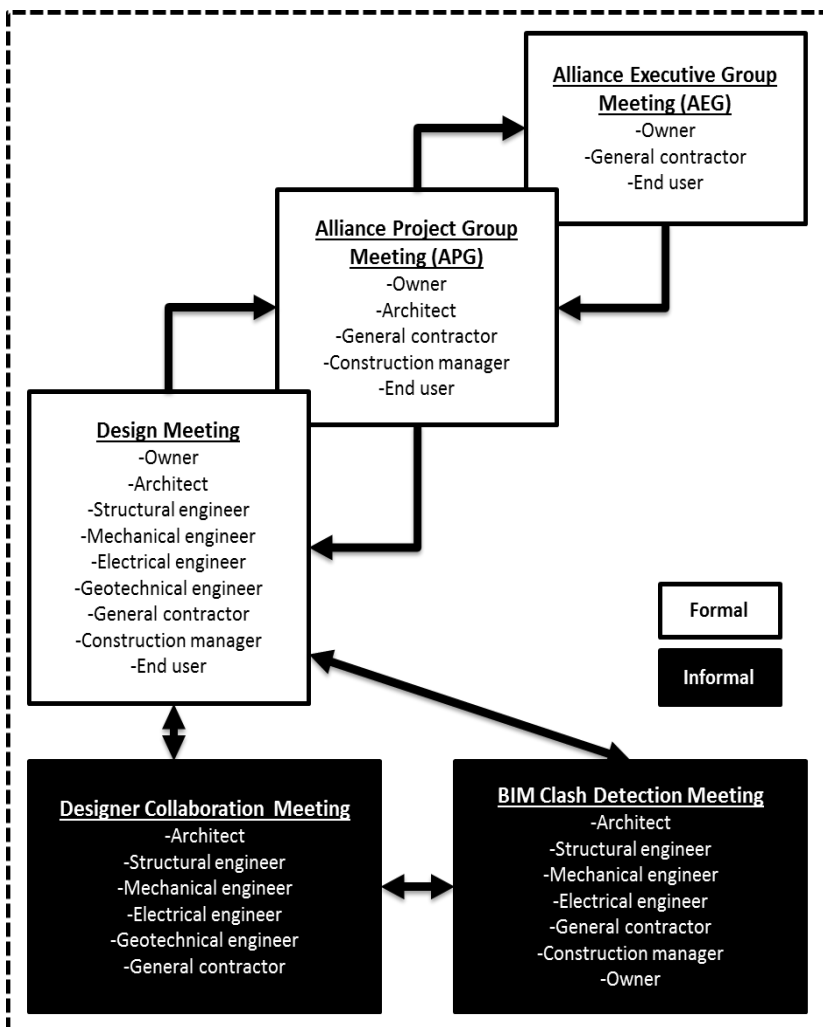 Alliance Executive Group
Meeting (AEG)
-Owner
-General contractor
-End user
Alliance Project Group
Meeting (APG)
-Owner
-Architect
-General contractor
-Construction manager
-End user
Design Meeting
-Owner
-Architect
-Structural engineer
-Mechanical engineer
-Electrical engineer
-Geotechnical engineer
-General contractor
-Construction manager
-End user
Formal
Informal
Designer Collaboration Meeting
-Architect
-Structural engineer
-Mechanical engineer
-Electrical engineer
-Geotechnical engineer
-General contractor
BIM Clash Detection Meeting
-Architect
-Structural engineer
-Mechanical engineer
-Electrical engineer
-General contractor
-Construction manager
-Owner